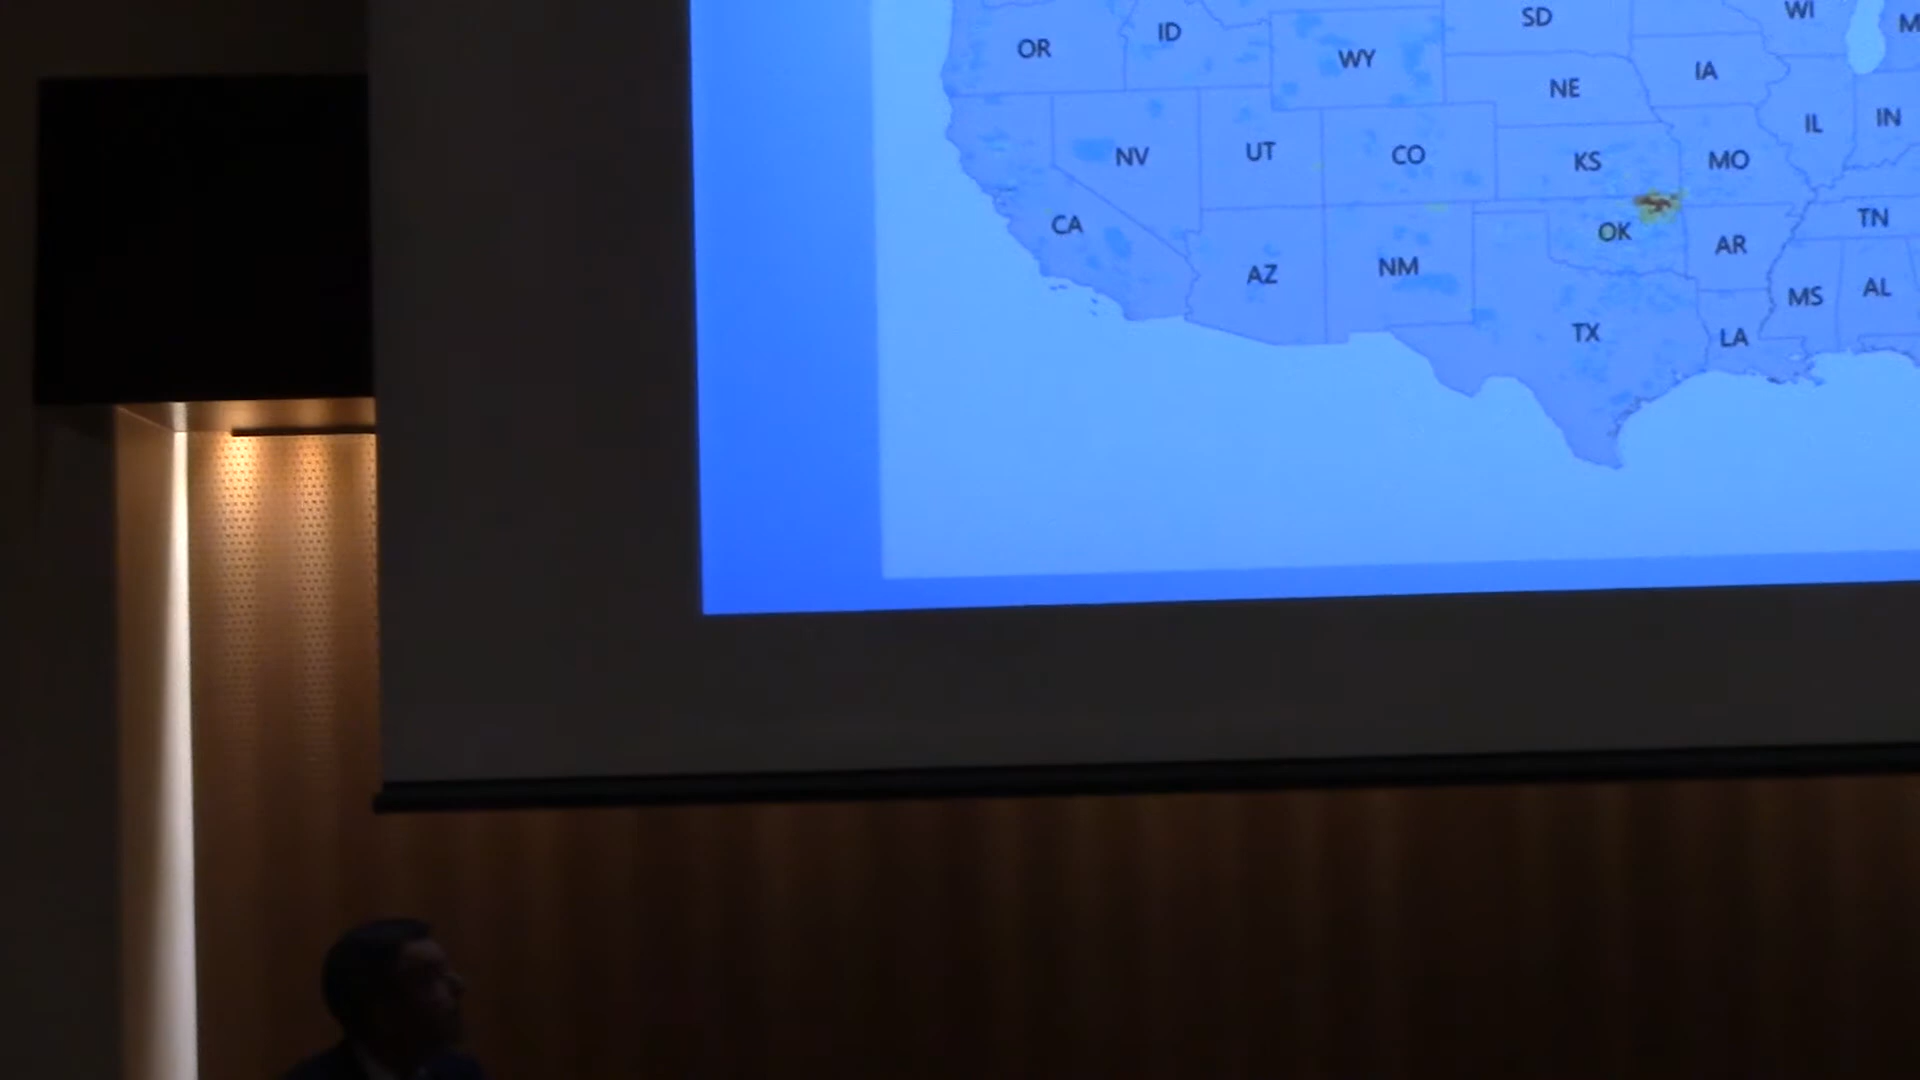 SD
WI
OR
ID
WY
IA
NE
IL
IN
NV
UT
CO
KS
MO
CA
OK
TN
AR
AZ
NM
MS
AL
TX
LA